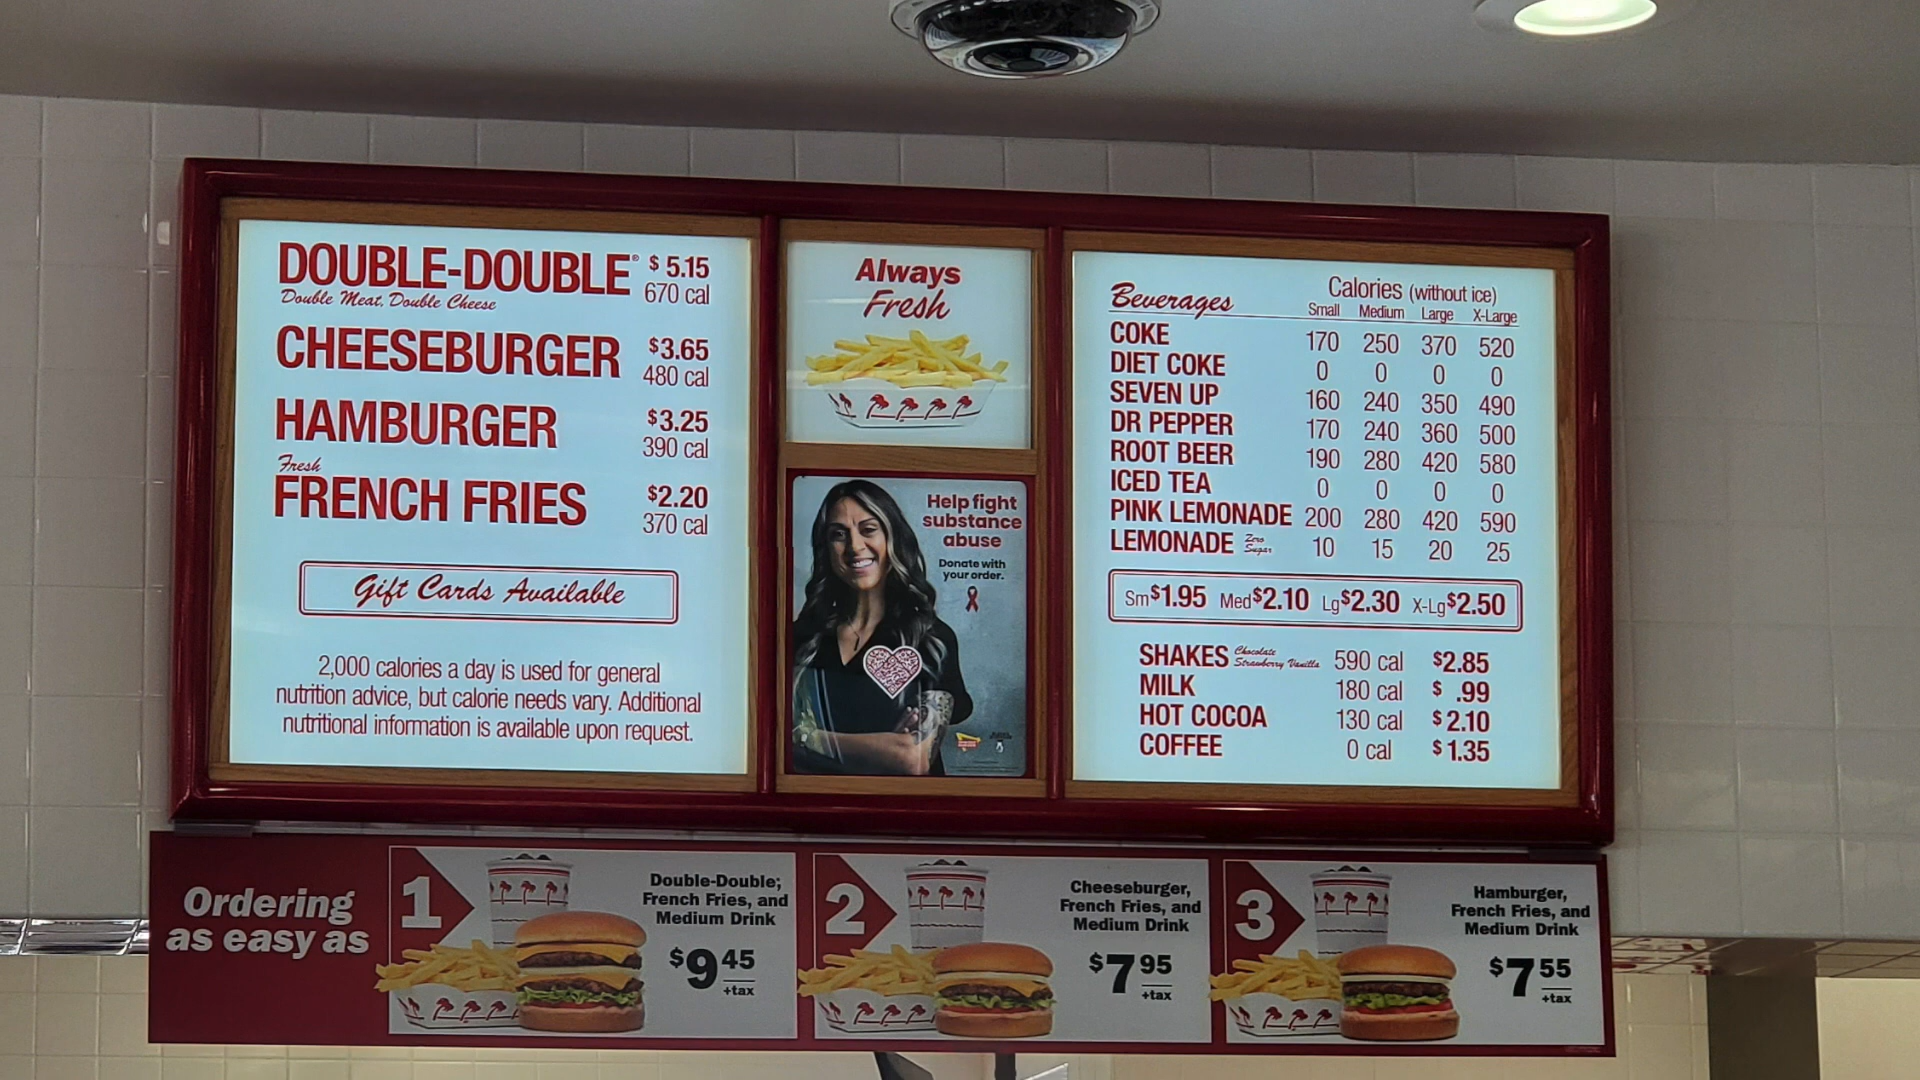 DOUBLE-DOUBLE® $5.15
Double Meat, Double Cheese 670 cal
CHEESEBURGER $3.65
480 cal
HAMBURGER $3.25
390 cal
Fresh
FRENCH FRIES $2.20
370 cal
Gift Cards Available
2,000 calories a day is used for general
nutrition advice, but calorie needs vary. Additional
nutritional information is available upon request.
Always
Fresh
Help fight
substance
abuse
Donate with
your order.
Beverages Calories (without ice)
Small Medium Large X-Large
COKE 170 250 370 520
DIET COKE 0 0 0 0
SEVEN UP 160 240 350 490
DR PEPPER 170 240 360 500
ROOT BEER 190 280 420 580
ICED TEA 0 0 0 0
PINK LEMONADE 200 280 420 590
LEMONADE Zero Sugar 10 15 20 25
Sm$1.95 Med$2.10 Lg$2.30 X-Lg$2.50
SHAKES Chocolate Strawberry Vanilla 590 cal $2.85
MILK 180 cal $ .99
HOT COCOA 130 cal $2.10
COFFEE 0 cal $1.35
Ordering
as easy as
1
Double-Double;
French Fries, and
Medium Drink
$9 45
+tax
2
Cheeseburger,
French Fries, and
Medium Drink
$7 95
+tax
3
Hamburger,
French Fries, and
Medium Drink
$7 55
+tax